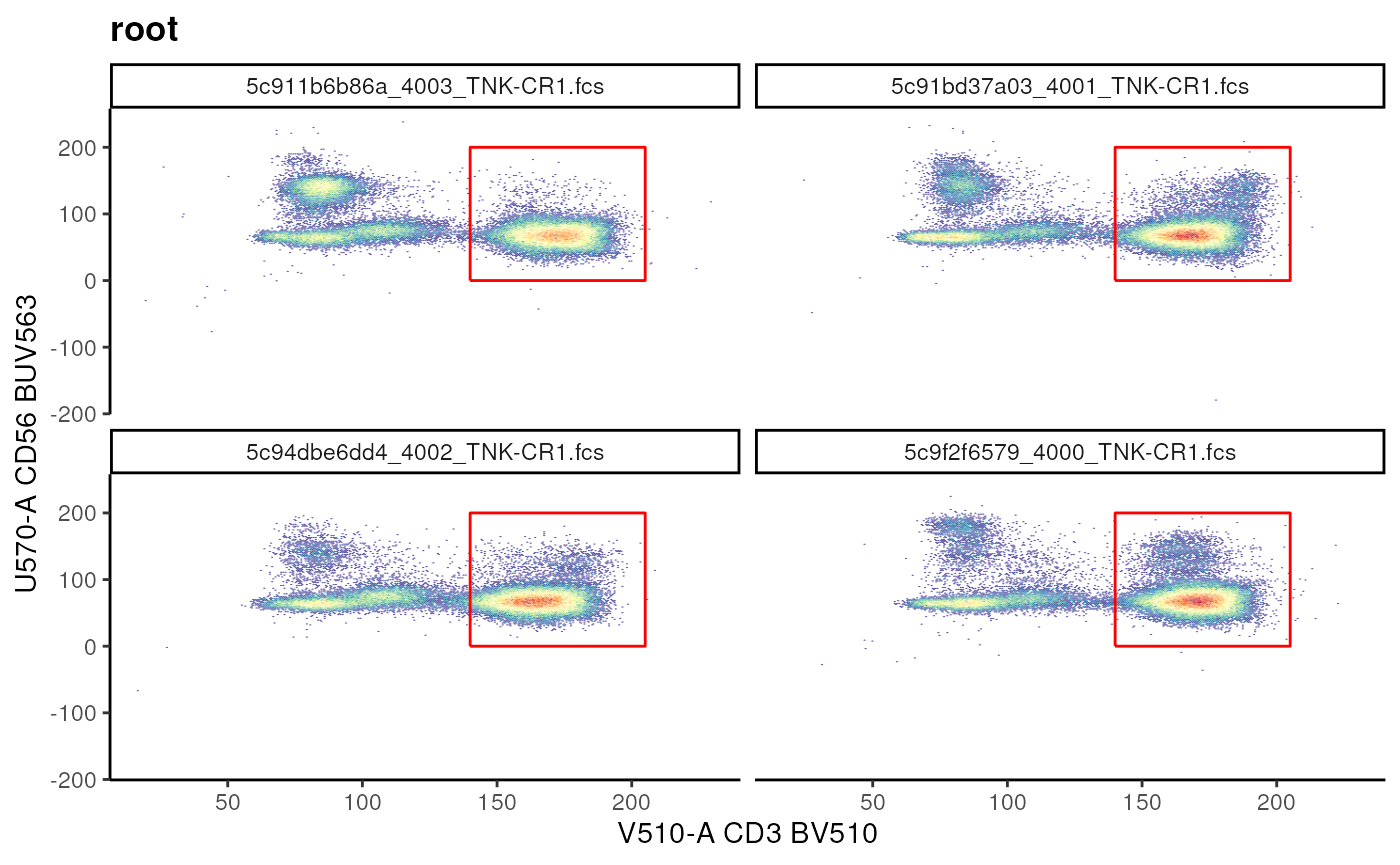 root
5c911b6b86a_4003_TNK-CR1.fcs
5c91bd37a03_4001_TNK-CR1.fcs
200
100
0
-100
-200
5c94dbe6dd4_4002_TNK-CR1.fcs
5c9f2f6579_4000_TNK-CR1.fcs
200
100
0
-100
-200
U570-A CD56 BUV563
50 100 150 200 50 100 150 200
V510-A CD3 BV510